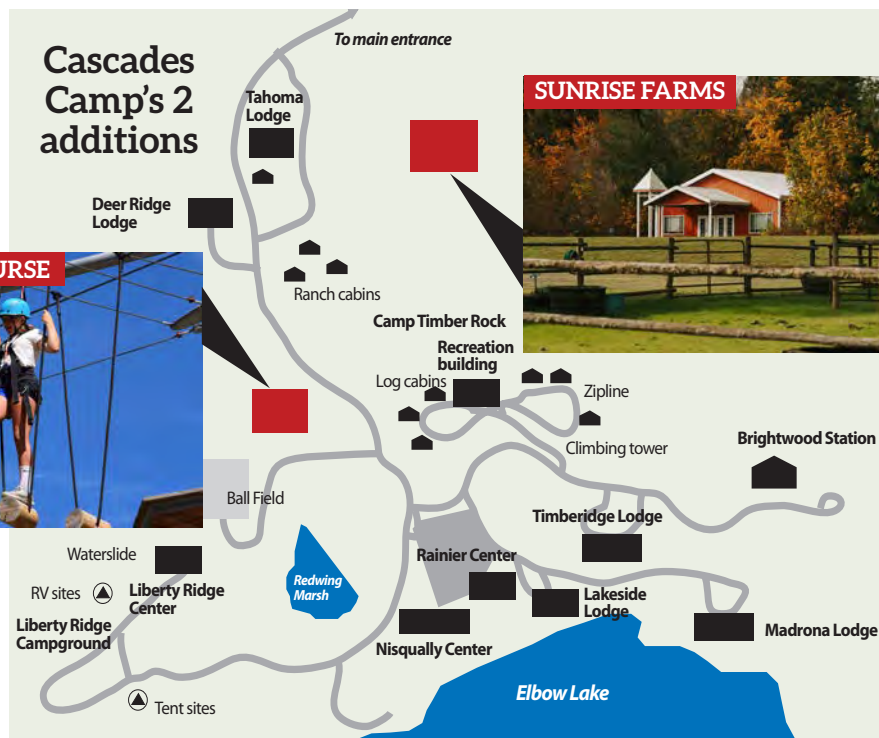 Cascades
Camp's 2
additions
To main entrance
Tahoma
Lodge
SUNRISE FARMS
Deer Ridge
Lodge
URSE
Ranch cabins
Camp Timber Rock
Recreation
building
Log cabins
Zipline
Climbing tower
Brightwood Station
Ball Field
Timberidge Lodge
Waterslide
Rainier Center
RV sites
Liberty Ridge
Center
Redwing
Marsh
Lakeside
Lodge
Liberty Ridge
Campground
Nisqually Center
Madrona Lodge
Elbow Lake
Tent sites